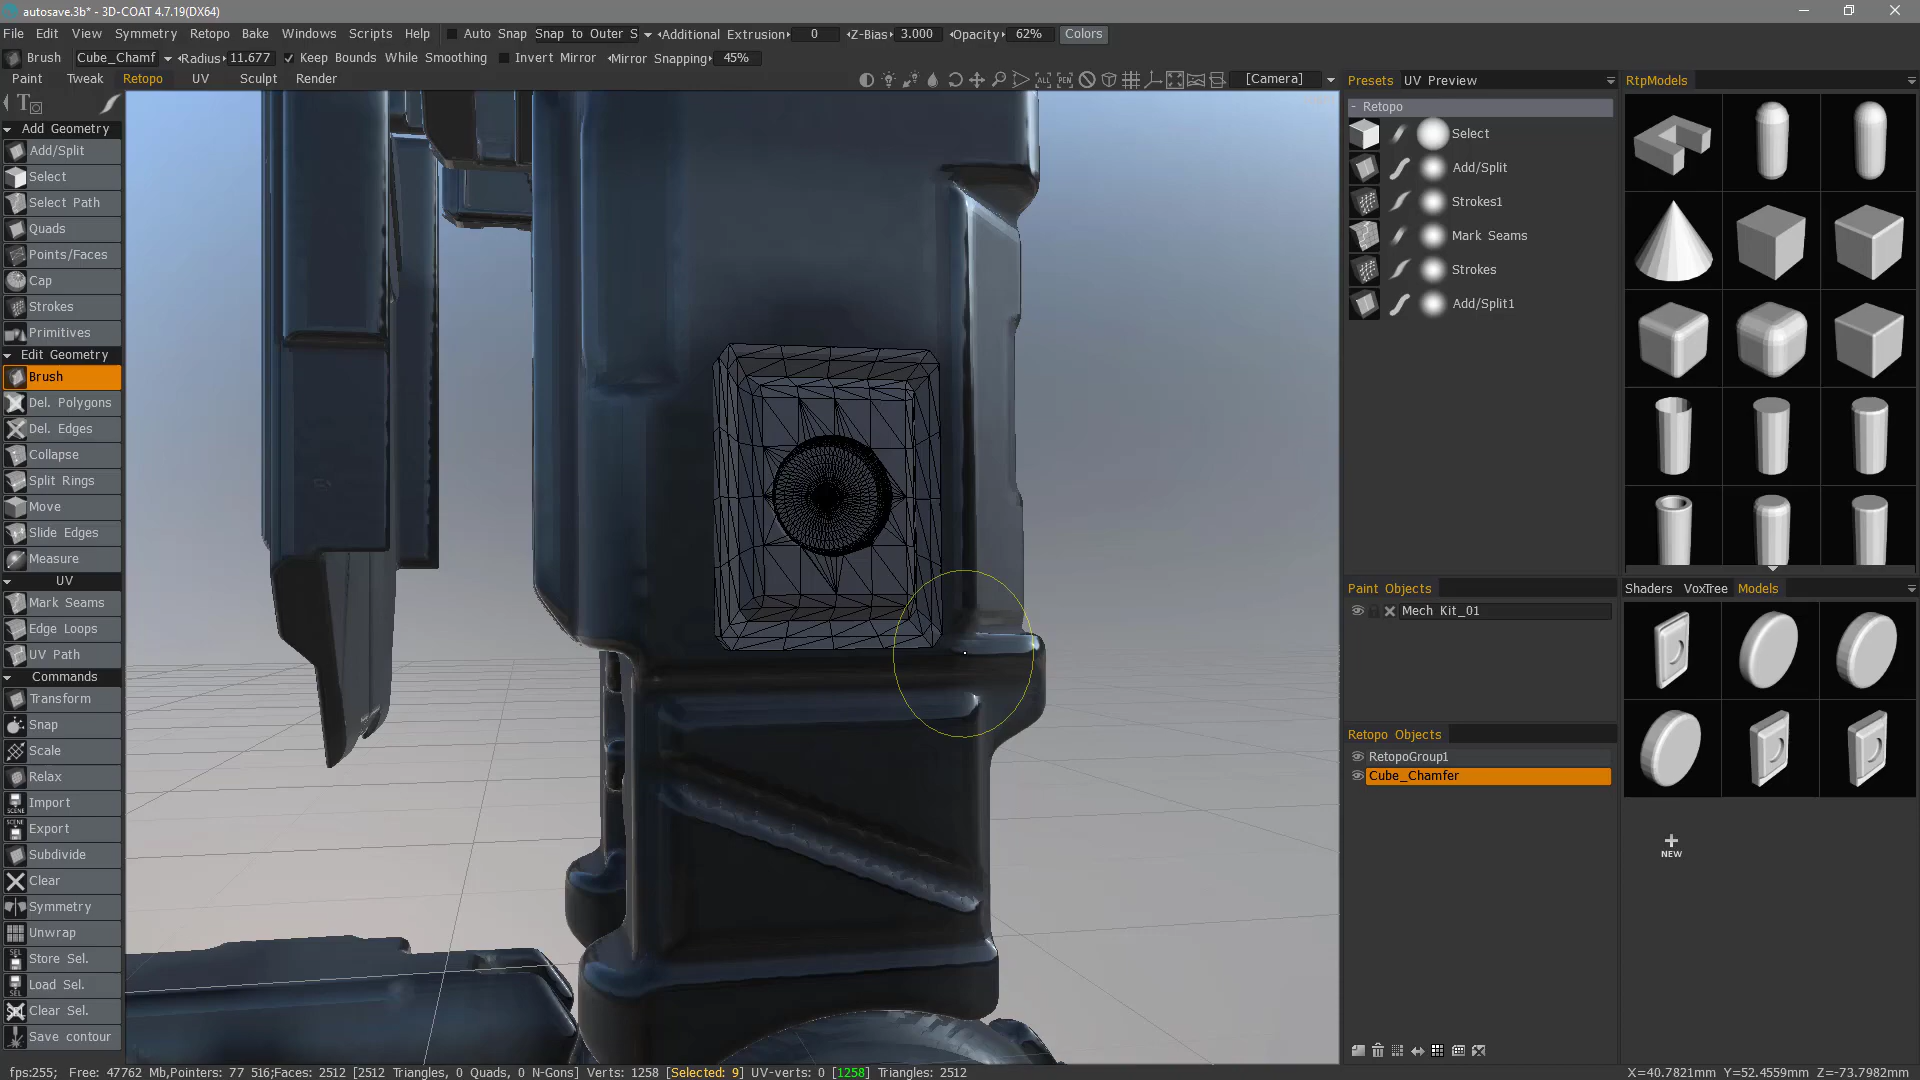 autosave.3b* - 3D-COAT 4.7.19(DX64)
File Edit View Symmetry Retopo Bake Windows Scripts Help Auto Snap Snap to Outer S Additional Extrusion 0 Z-Bias 3.000 Opacity 62% Colors
Brush Cube_Chamf Radius 11.677 Keep Bounds While Smoothing Invert Mirror Mirror Snapping 45%
Paint Tweak Retopo UV Sculpt Render ALL PEN [Camera] Presets UV Preview RtpModels
Add Geometry
Add/Split
Select
Select Path
Quads
Points/Faces
Cap
Strokes
Primitives
Edit Geometry
Brush
Del. Polygons
Del. Edges
Collapse
Split Rings
Move
Slide Edges
Measure
UV
Mark Seams
Edge Loops
UV Path
Commands
Transform
Snap
Scale
Relax
Import
Export
Subdivide
Clear
Symmetry
Unwrap
Store Sel.
Load Sel.
Clear Sel.
Save contour
- Retopo
Select
Add/Split
Strokes1
Mark Seams
Strokes
Add/Split1
Paint Objects
Mech Kit_01
Retopo Objects
RetopoGroup1
Cube_Chamfer
Shaders VoxTree Models
NEW
fps:255; Free: 47762 Mb,Pointers: 77 516;Faces: 2512 [2512 Triangles, 0 Quads, 0 N-Gons] Verts: 1258 [Selected: 9] UV-verts: 0 [1258] Triangles: 2512 X=40.7821mm Y=52.4559mm Z=-73.7982mm